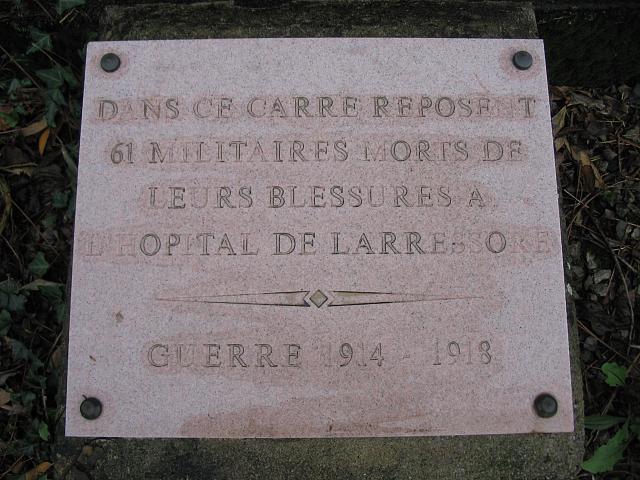 DANS CE CARRE REPOSENT
61 MILITAIRES MORTS DE
LEURS BLESSURES A
L'HOPITAL DE LARRESSORE
GUERRE 1914 - 1918